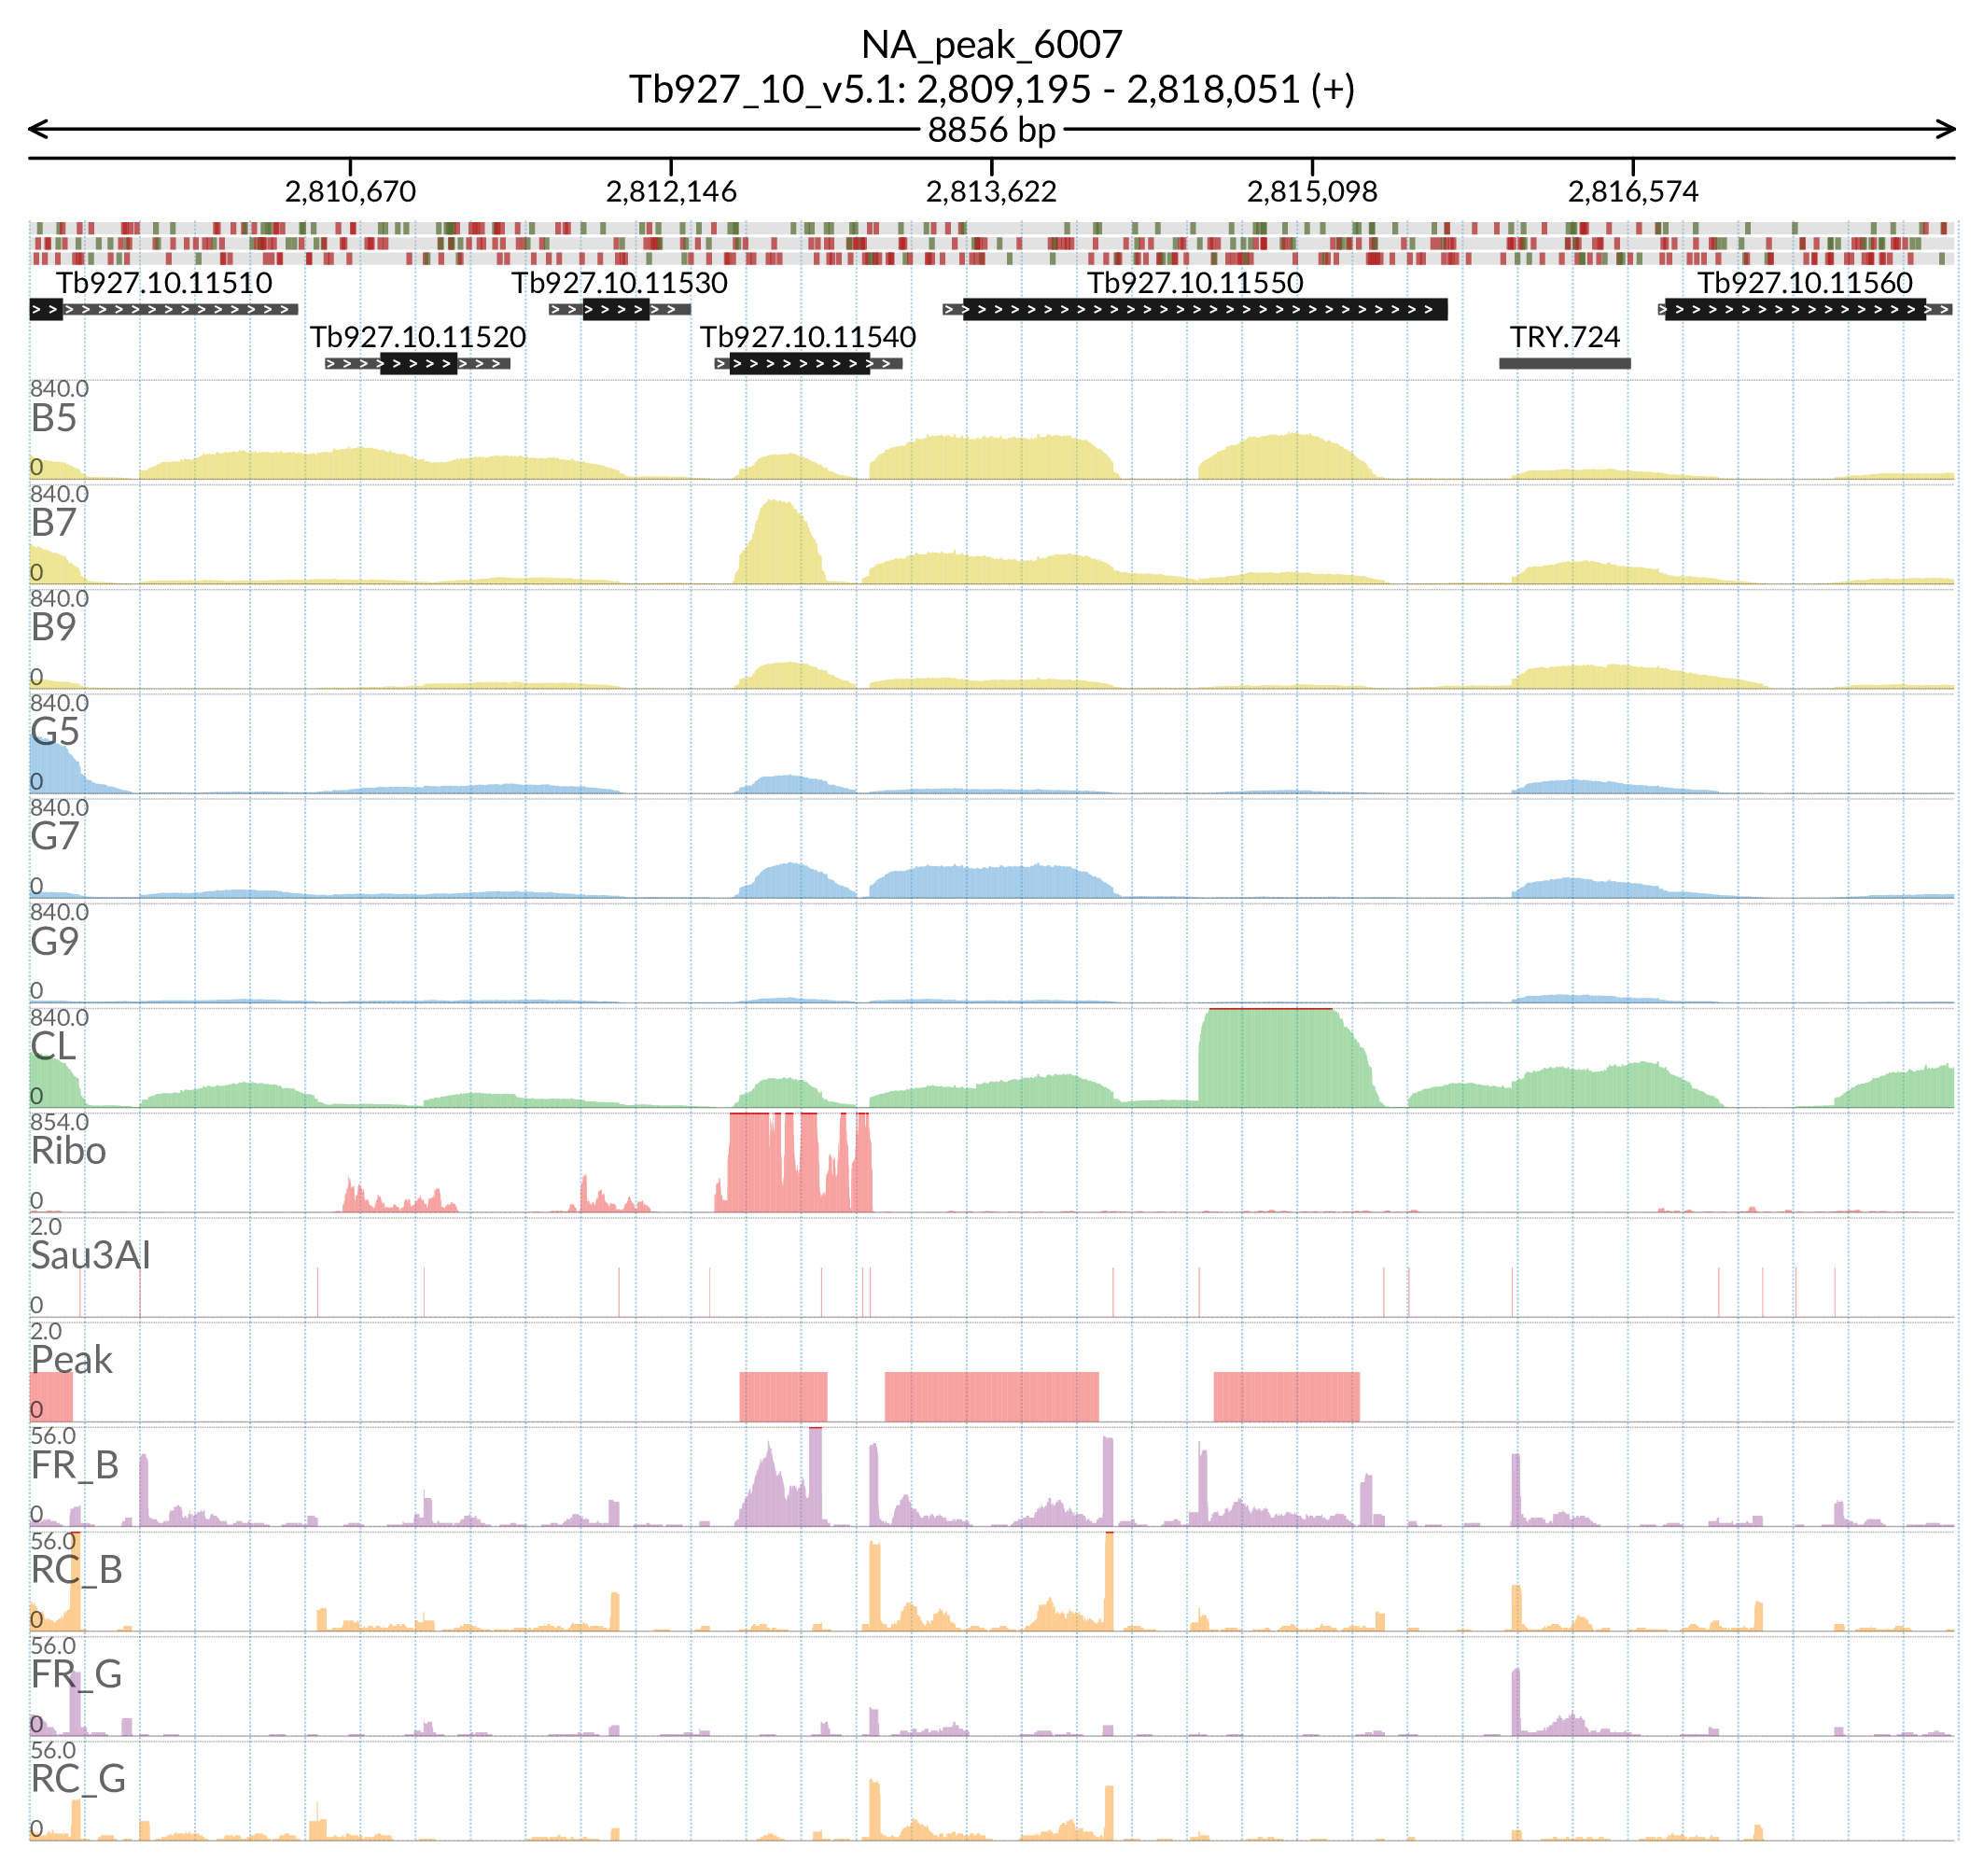 NA_peak_6007
Tb927_10_v5.1: 2,809,195 - 2,818,051 (+)
8856 bp
2,810,670 2,812,146 2,813,622 2,815,098 2,816,574
Tb927.10.11510 Tb927.10.11530 Tb927.10.11550 Tb927.10.11560
Tb927.10.11520 Tb927.10.11540 TRY.724
840.0
B5
0
840.0
B7
0
840.0
B9
0
840.0
G5
0
840.0
G7
0
840.0
G9
0
840.0
CL
0
854.0
Ribo
0
2.0
Sau3AI
0
2.0
Peak
0
56.0
FR_B
0
56.0
RC_B
0
56.0
FR_G
0
56.0
RC_G
0